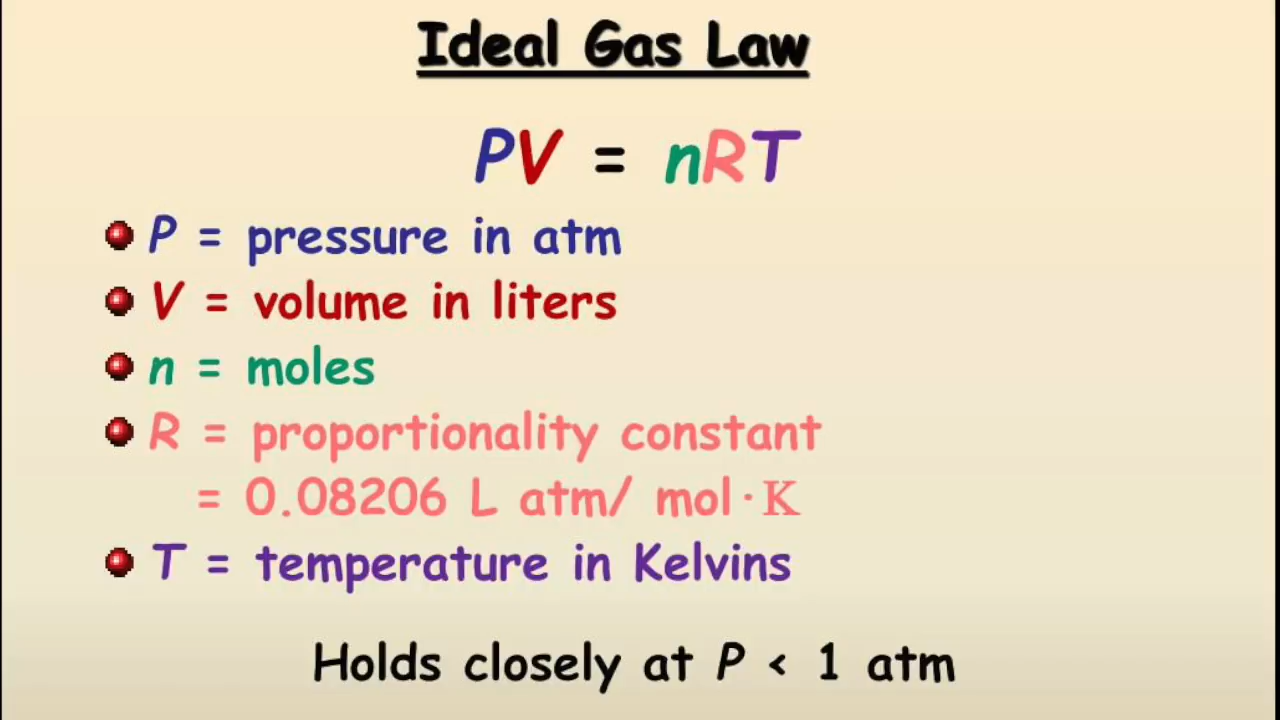 Ideal Gas Law
PV = nRT
P = pressure in atm
V = volume in liters
n = moles
R = proportionality constant
= 0.08206 L atm/ mol·K
T = temperature in Kelvins
Holds closely at P < 1 atm